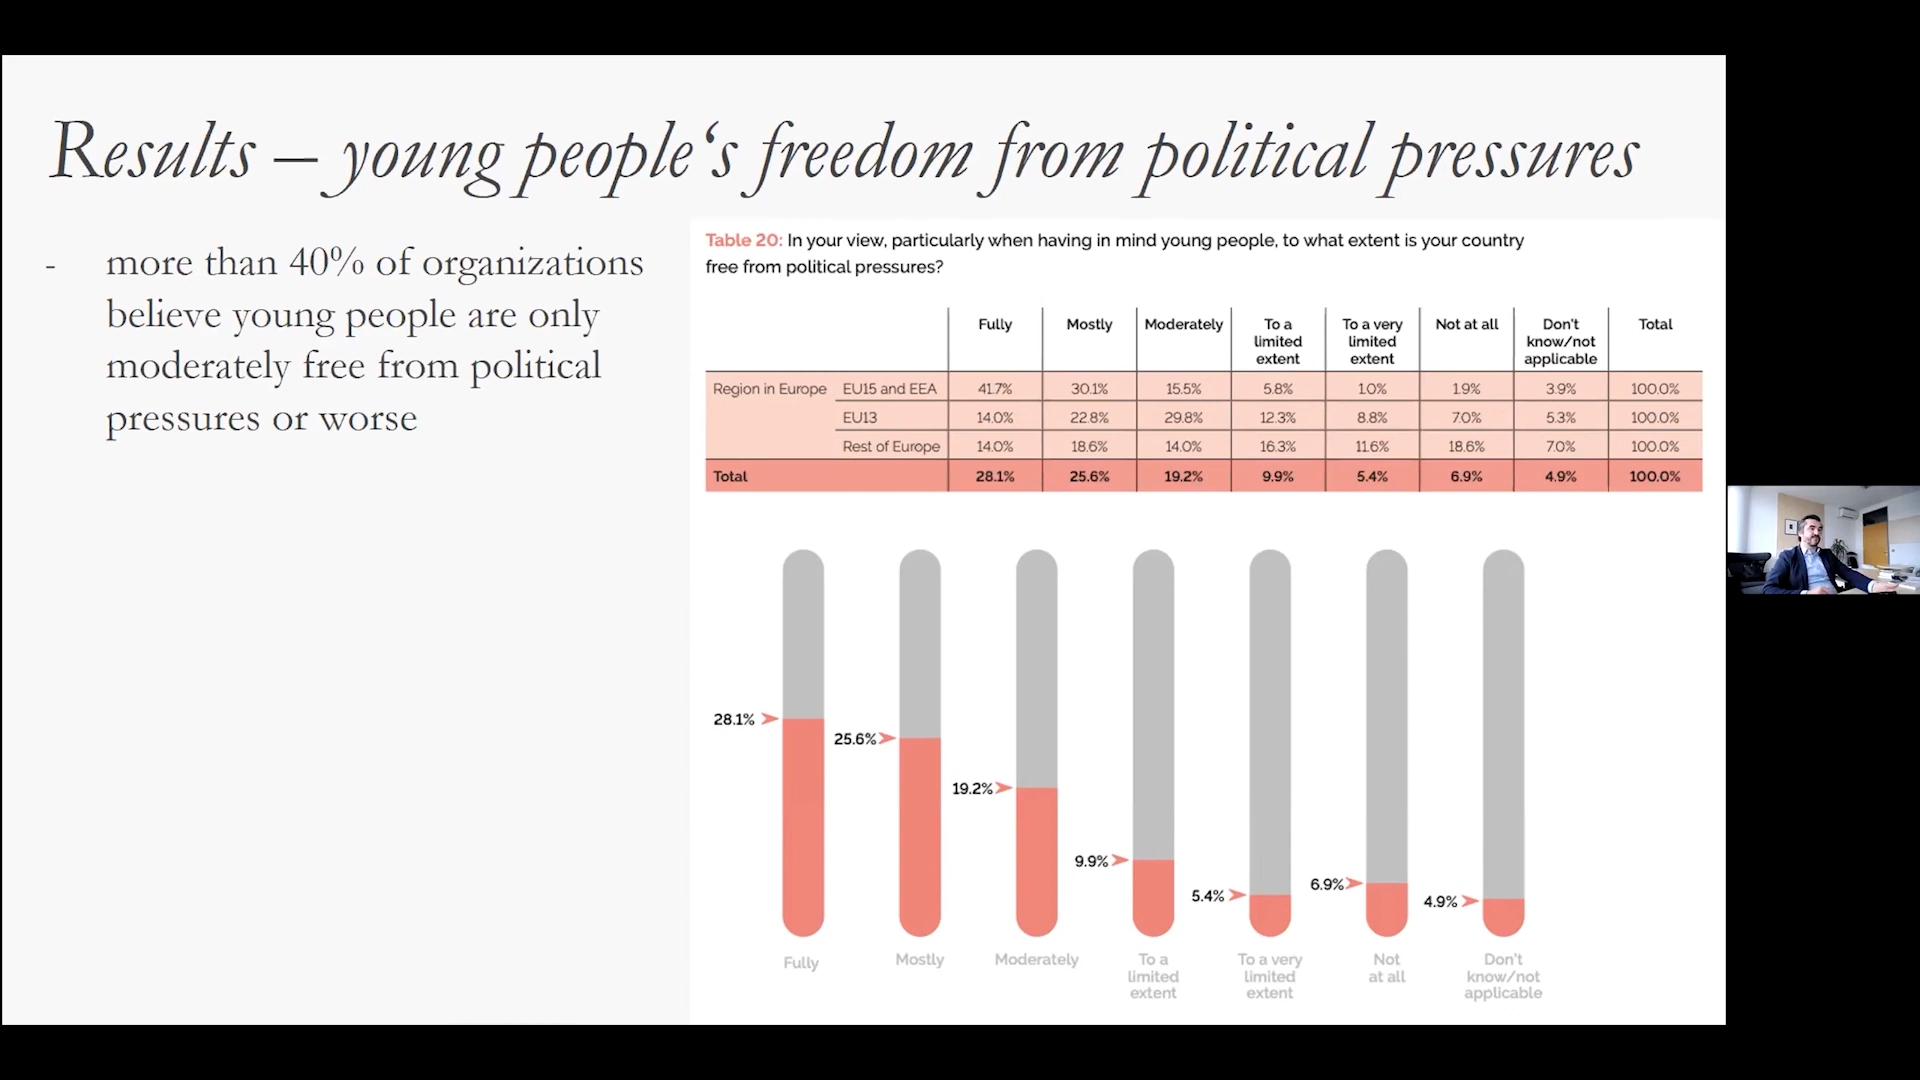 Results – young people‘s freedom from political pressures
- more than 40% of organizations
believe young people are only
moderately free from political
pressures or worse
Table 20: In your view, particularly when having in mind young people, to what extent is your country
free from political pressures?
Fully Mostly Moderately To a limited extent To a very limited extent Not at all Don't know/not applicable Total
Region in Europe EU15 and EEA 41.7% 30.1% 15.5% 5.8% 1.0% 1.9% 3.9% 100.0%
EU13 14.0% 22.8% 29.8% 12.3% 8.8% 7.0% 5.3% 100.0%
Rest of Europe 14.0% 18.6% 14.0% 16.3% 11.6% 18.6% 7.0% 100.0%
Total 28.1% 25.6% 19.2% 9.9% 5.4% 6.9% 4.9% 100.0%
28.1%
25.6%
19.2%
9.9%
5.4%
6.9%
4.9%
Fully
Mostly
Moderately
To a
limited
extent
To a very
limited
extent
Not
at all
Don't
know/not
applicable